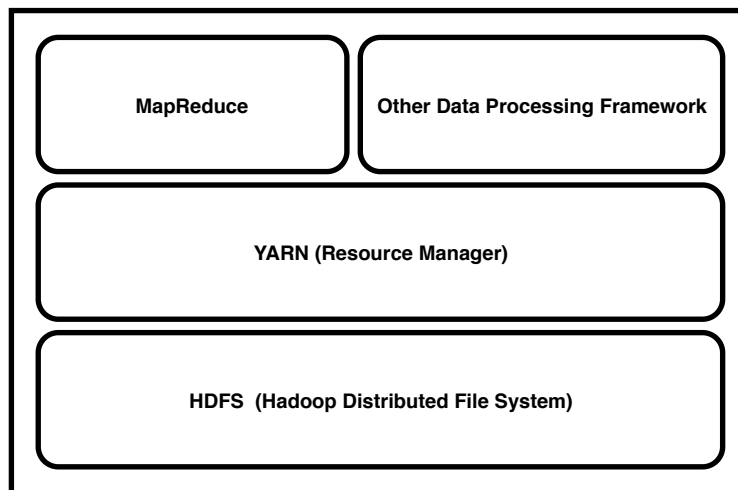 MapReduce
Other Data Processing Framework
YARN (Resource Manager)
HDFS  (Hadoop Distributed File System)